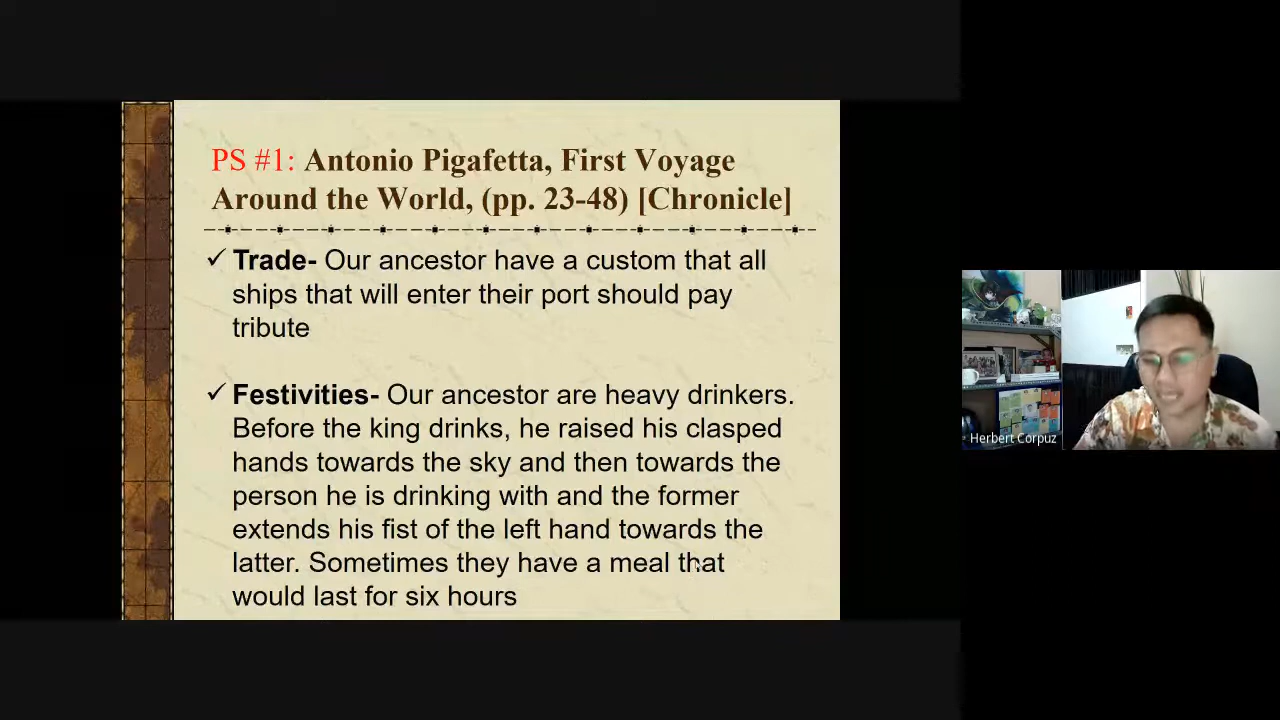 PS #1: Antonio Pigafetta, First Voyage
Around the World, (pp. 23-48) [Chronicle]
✓ Trade- Our ancestor have a custom that all
ships that will enter their port should pay
tribute
✓ Festivities- Our ancestor are heavy drinkers.
Before the king drinks, he raised his clasped
hands towards the sky and then towards the
person he is drinking with and the former
extends his fist of the left hand towards the
latter. Sometimes they have a meal that
would last for six hours
Herbert Corpuz